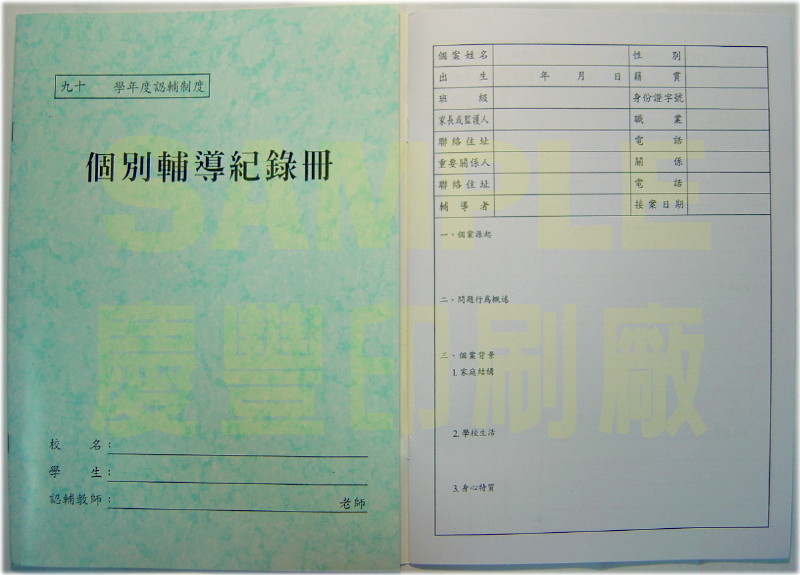 九十 學年度認輔制度
個別輔導紀錄冊
校 名：
學 生：
認輔教師： 老師
個案姓名 性 別
出 生 年 月 日 籍 貫
班 級 身份證字號
家長或監護人 職 業
聯絡住址 電 話
重要關係人 關 係
聯絡住址 電 話
輔 導 者 接案日期
一、個案源起
二、問題行為概述
三、個案背景
1. 家庭結構
2. 學校生活
3. 身心特質
SAMPLE
慶豐印刷廠